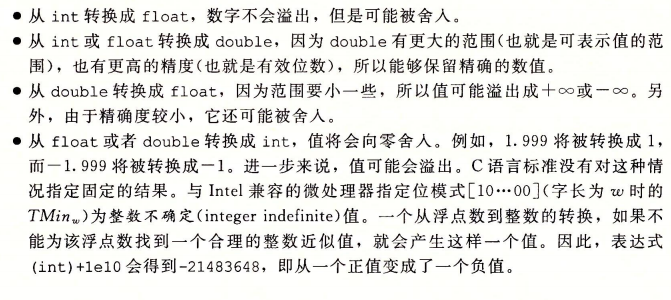 ● 从 int 转换成 float，数字不会溢出，但是可能被舍入。
● 从 int 或 float 转换成 double，因为 double 有更大的范围(也就是可表示值的范
围)，也有更高的精度(也就是有效位数)，所以能够保留精确的数值。
● 从 double 转换成 float，因为范围要小一些，所以值可能溢出成+∞或−∞。另
外，由于精确度较小，它还可能被舍入。
● 从 float 或者 double 转换成 int，值将会向零舍入。例如，1.999 将被转换成 1，
而−1.999 将被转换成−1。进一步来说，值可能会溢出。C 语言标准没有对这种情
况指定固定的结果。与 Intel 兼容的微处理器指定位模式[10…00](字长为 w 时的
TMinw)为整数不确定(integer indefinite)值。一个从浮点数到整数的转换，如果不
能为该浮点数找到一个合理的整数近似值，就会产生这样一个值。因此，表达式
(int)+1e10 会得到-21483648，即从一个正值变成了一个负值。